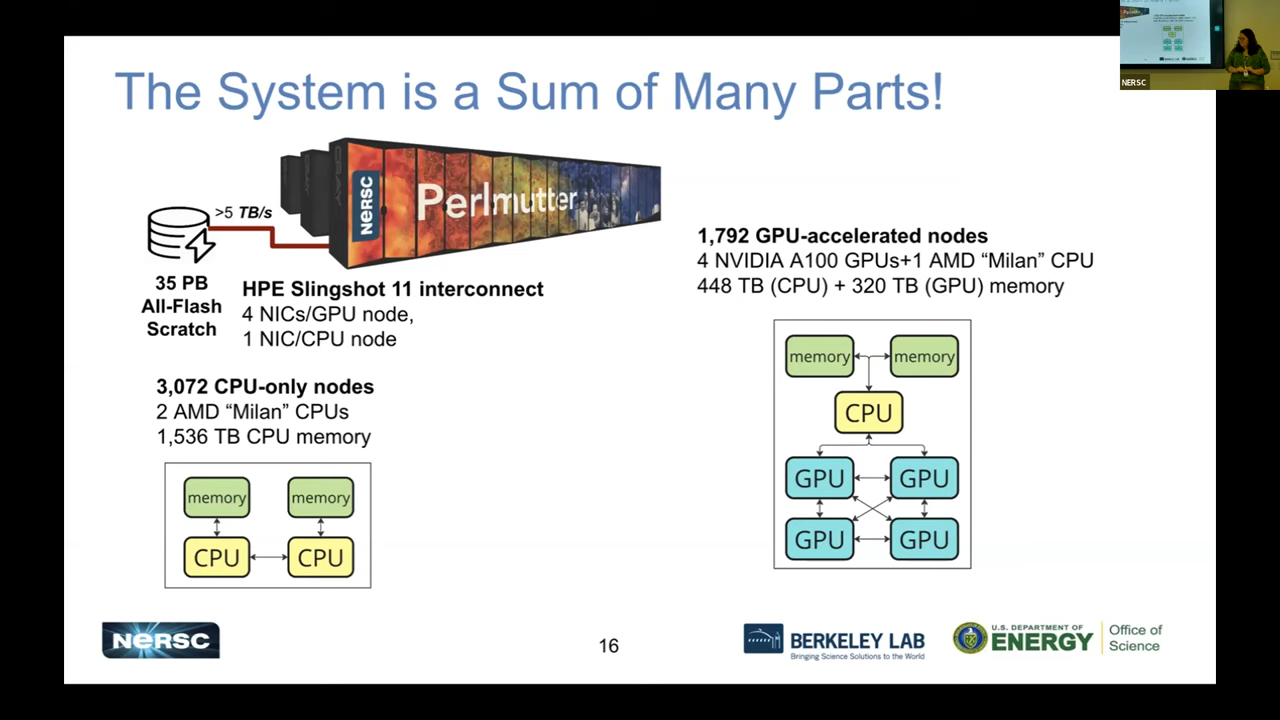 The System is a Sum of Many Parts!
NERSC
Perlmutter
>5 TB/s
35 PB
All-Flash
Scratch
HPE Slingshot 11 interconnect
4 NICs/GPU node,
1 NIC/CPU node
3,072 CPU-only nodes
2 AMD “Milan” CPUs
1,536 TB CPU memory
memory memory
CPU CPU
1,792 GPU-accelerated nodes
4 NVIDIA A100 GPUs+1 AMD “Milan” CPU
448 TB (CPU) + 320 TB (GPU) memory
memory memory
CPU
GPU GPU
GPU GPU
NERSC
16
BERKELEY LAB
Bringing Science Solutions to the World
U.S. DEPARTMENT OF
ENERGY
Office of
Science
NERSC